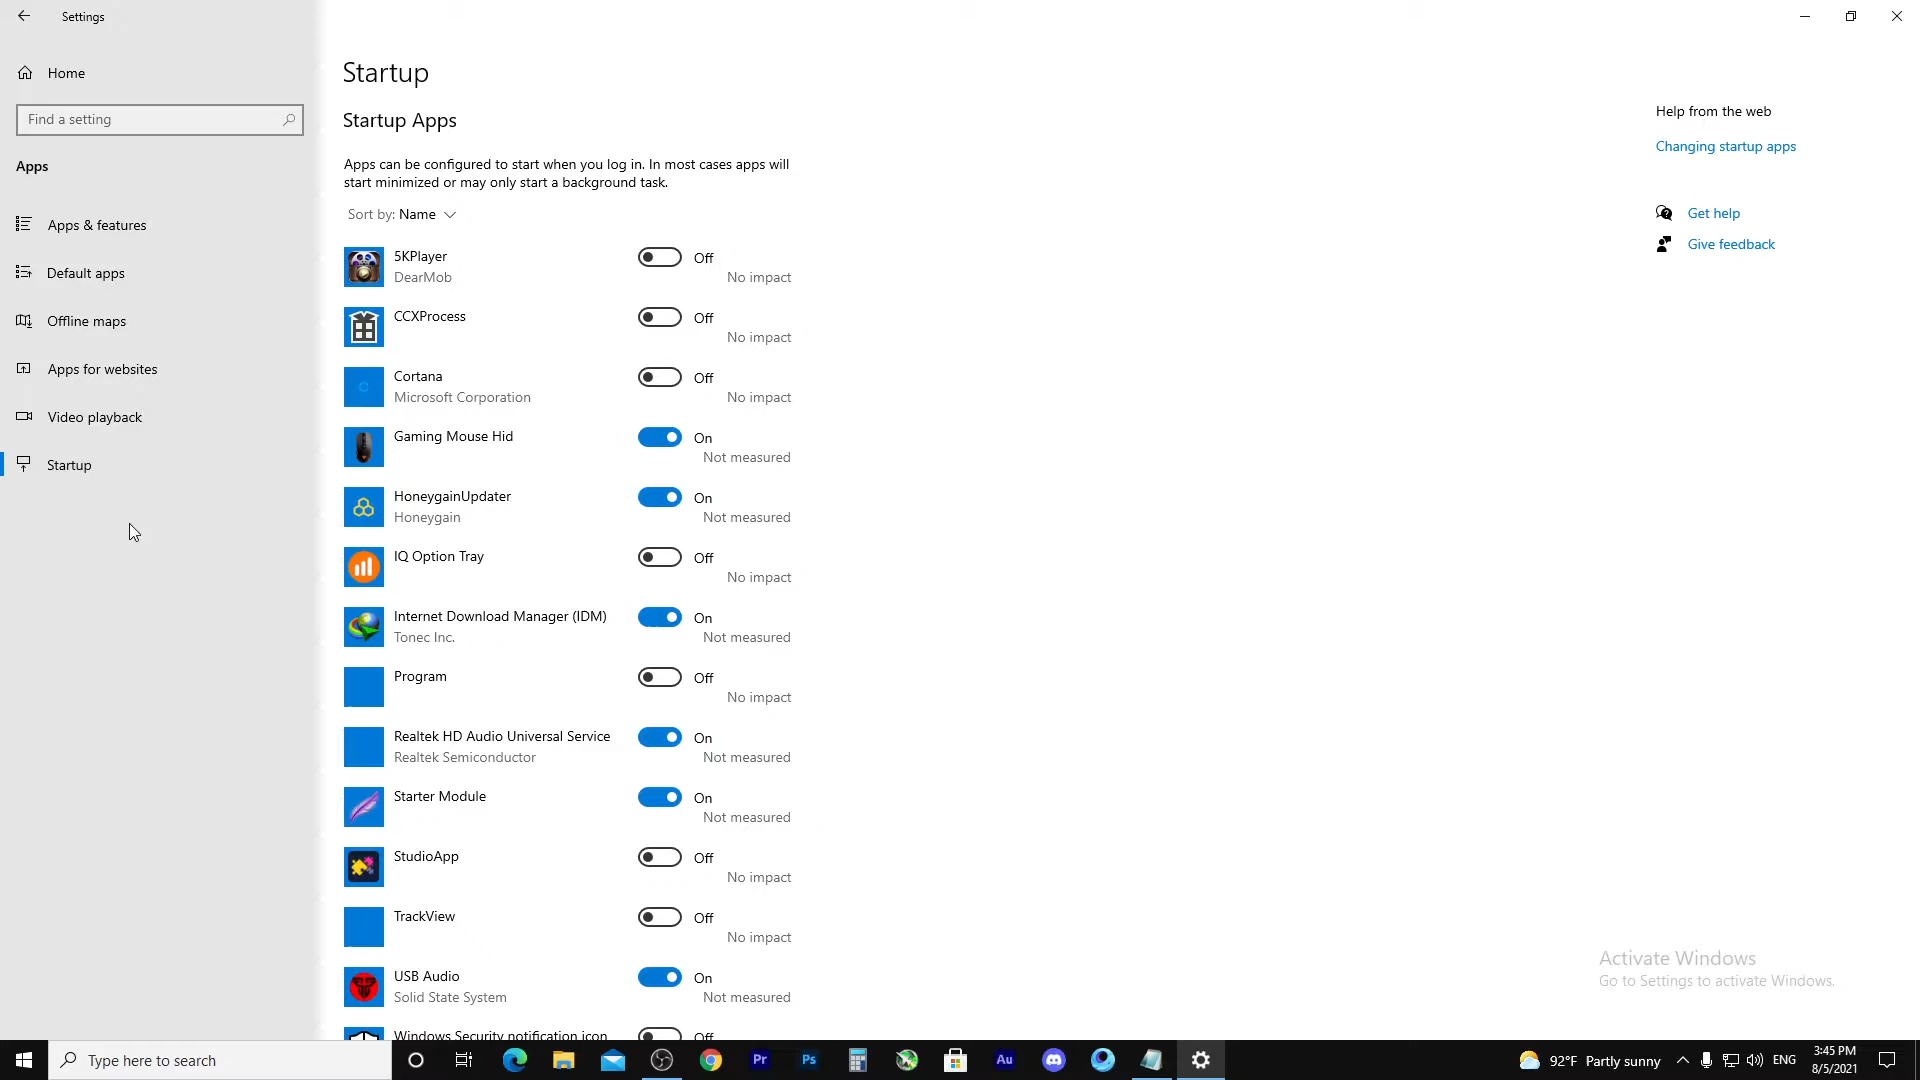 Settings
Home
Find a setting
Apps
Apps & features
Default apps
Offline maps
Apps for websites
Video playback
Startup
Startup
Startup Apps
Apps can be configured to start when you log in. In most cases apps will
start minimized or may only start a background task.
Sort by: Name
5KPlayer
DearMob
Off
No impact
CCXProcess
Off
No impact
Cortana
Microsoft Corporation
Off
No impact
Gaming Mouse Hid
On
Not measured
HoneygainUpdater
Honeygain
On
Not measured
IQ Option Tray
Off
No impact
Internet Download Manager (IDM)
Tonec Inc.
On
Not measured
Program
Off
No impact
Realtek HD Audio Universal Service
Realtek Semiconductor
On
Not measured
Starter Module
On
Not measured
StudioApp
Off
No impact
TrackView
Off
No impact
USB Audio
Solid State System
On
Not measured
Windows Security notification icon
Off
Help from the web
Changing startup apps
Get help
Give feedback
Activate Windows
Go to Settings to activate Windows.
Type here to search
Pr
Ps
Au
92°F Partly sunny
ENG
3:45 PM
8/5/2021